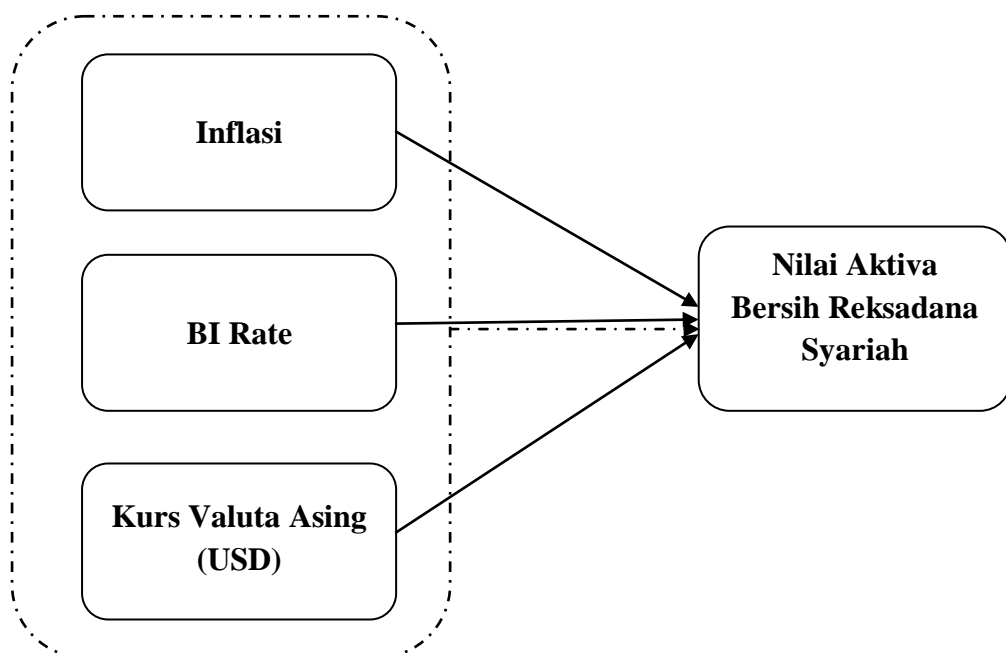 Inflasi
BI Rate
Kurs Valuta Asing
(USD)
Nilai Aktiva
Bersih Reksadana
Syariah